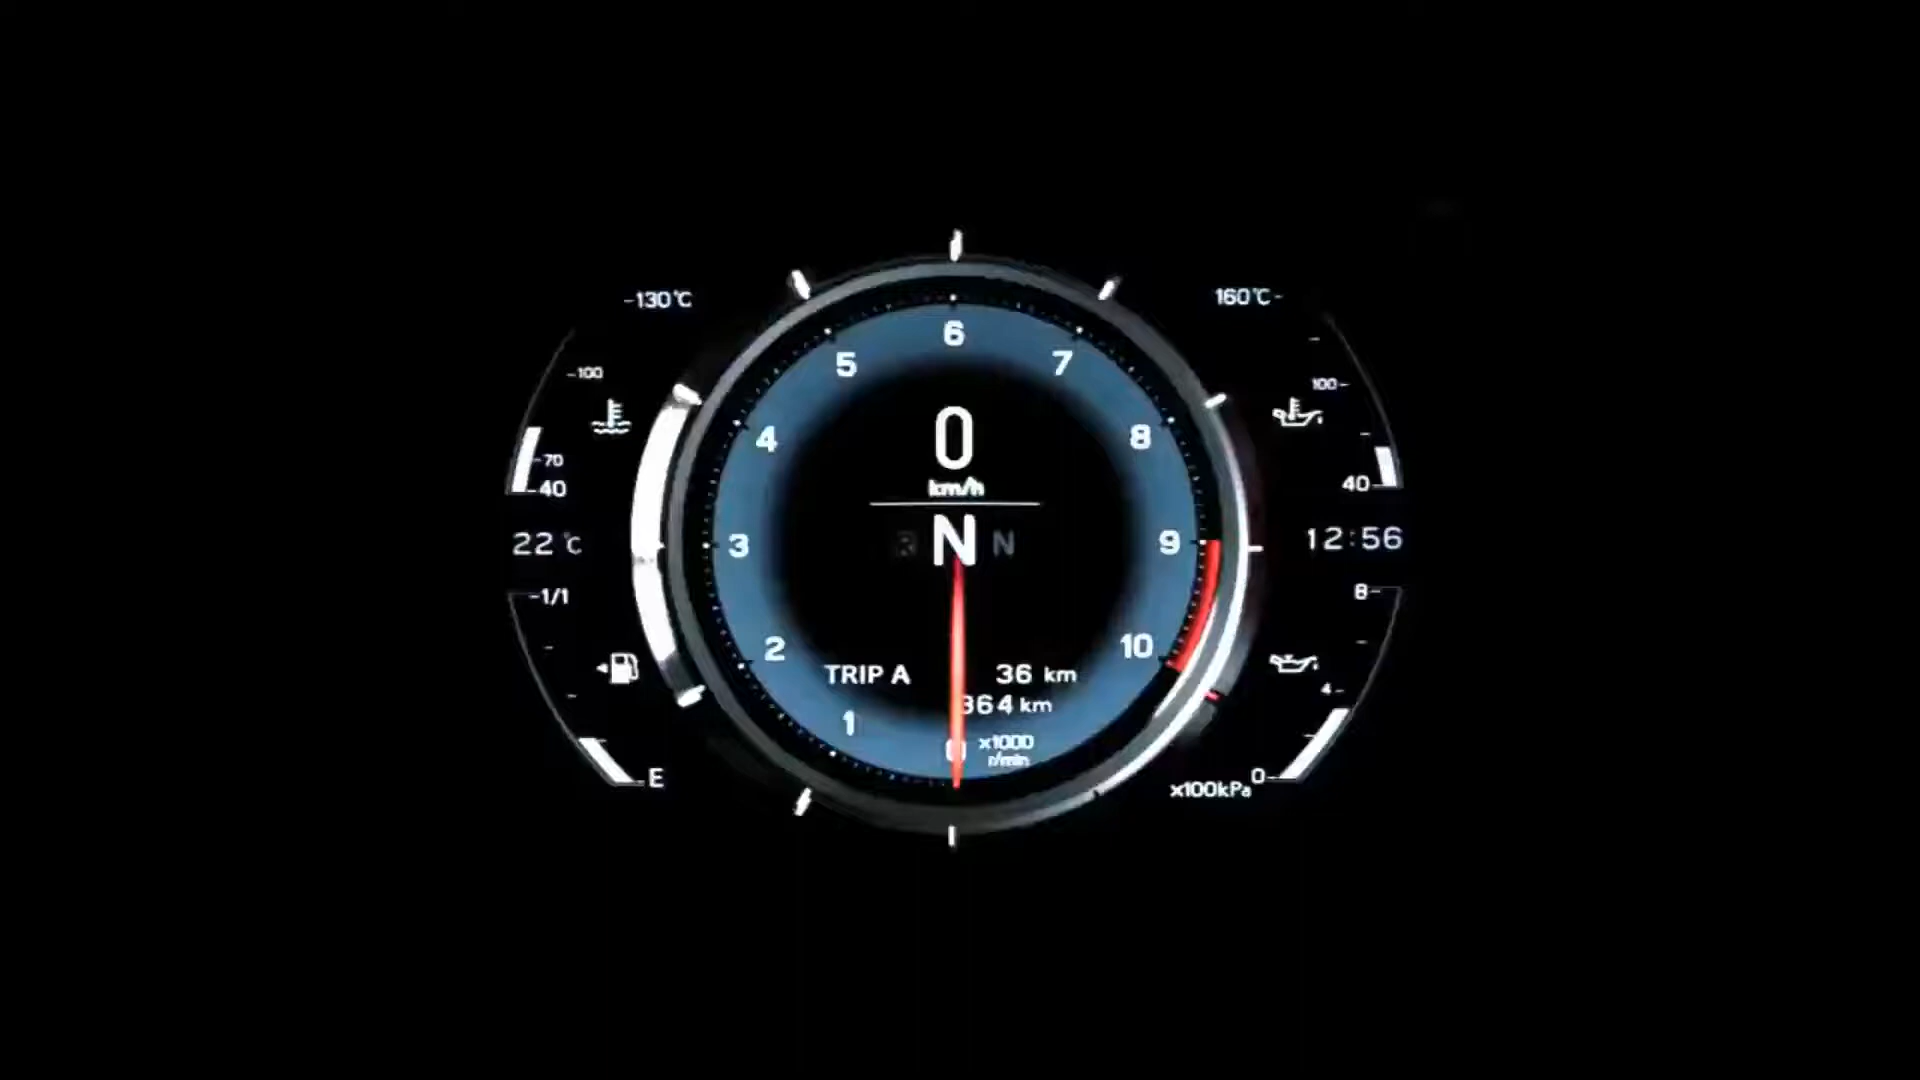 130℃
160℃
6
5
7
100
100
0
4
8
km/h
70
40
40
N
N
22℃
3
9
12:56
1/1
8
2
10
TRIP A 36 km
364 km
4
1
x1000
r/min
E
0
x100kPa